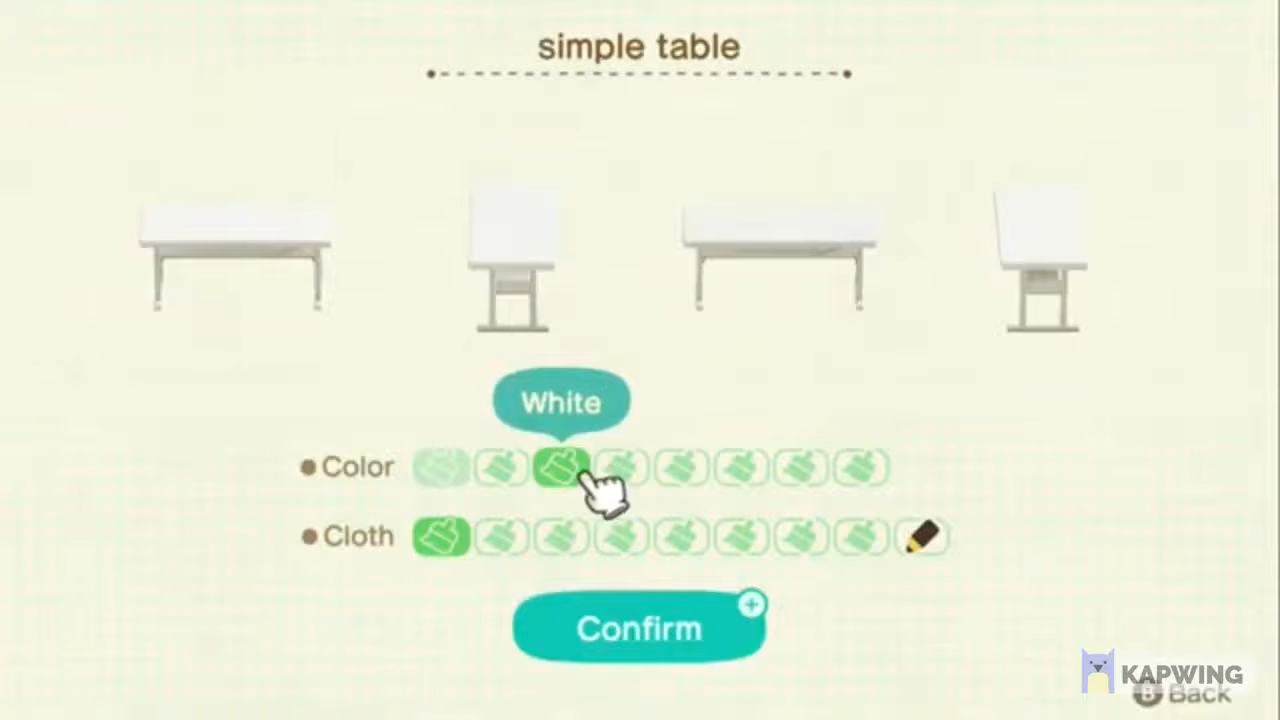 simple table
White
Color
Cloth
Confirm
KAPWING
B Back